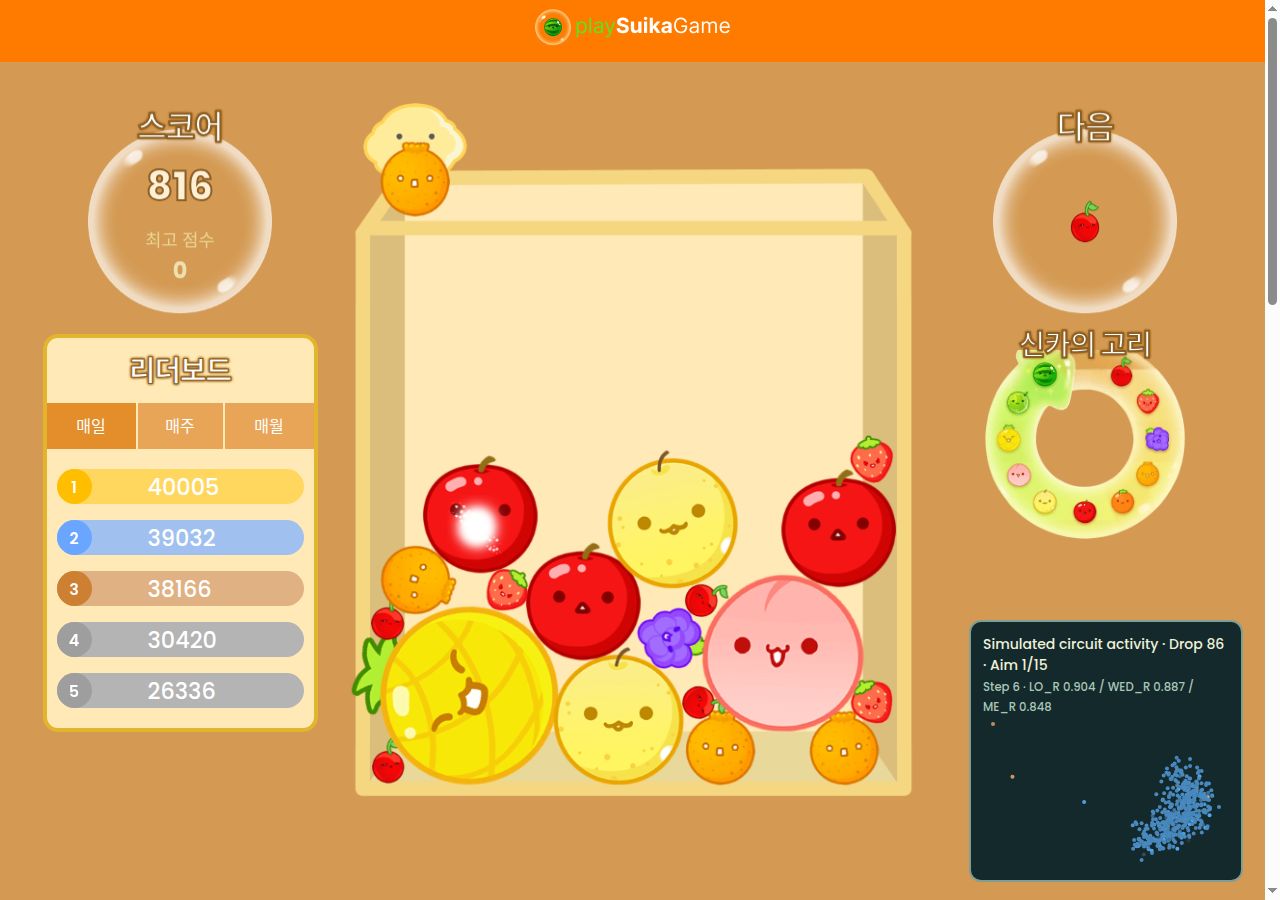 playSuikaGame
스코어
816
최고 점수
0
리더보드
매일 매주 매월
1 40005
2 39032
3 38166
4 30420
5 26336
다음
신카의 고리
Simulated circuit activity · Drop 86
· Aim 1/15
Step 6 · LO_R 0.904 / WED_R 0.887 /
ME_R 0.848